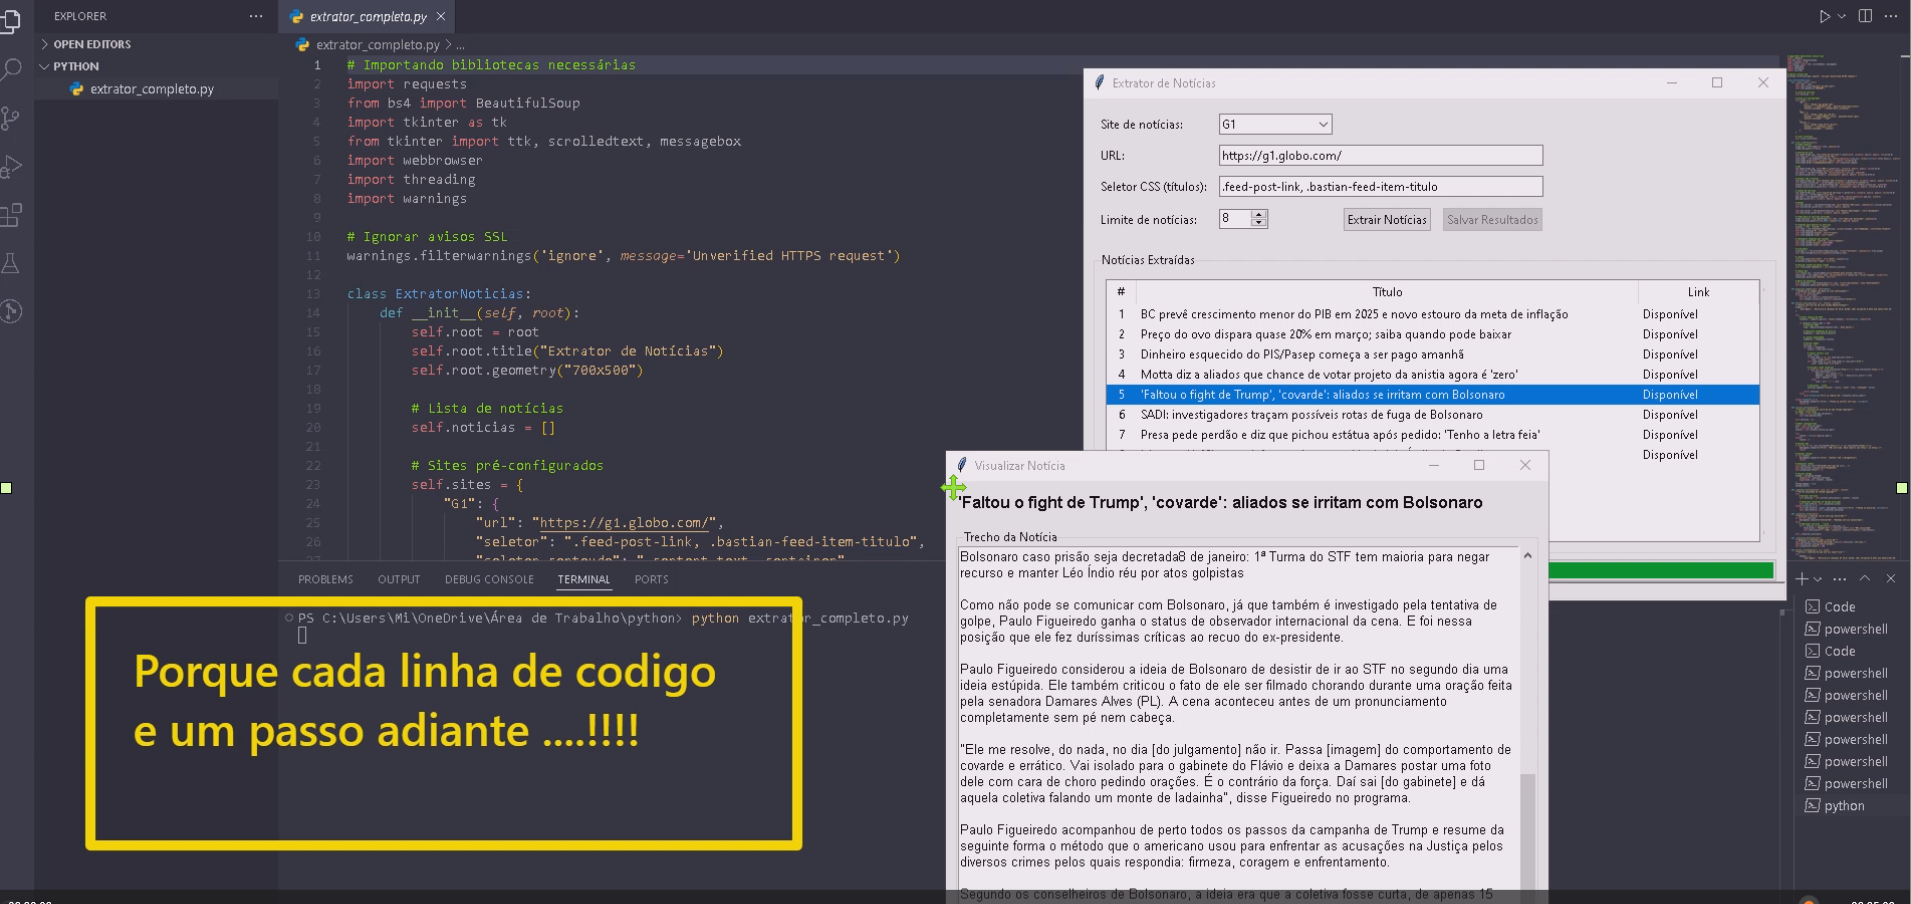 EXPLORER
···
extrator_completo.py
OPEN EDITORS
PYTHON
extrator_completo.py
extrator_completo.py > ...
1 # Importando bibliotecas necessárias
2 import requests
3 from bs4 import BeautifulSoup
4 import tkinter as tk
5 from tkinter import ttk, scrolledtext, messagebox
6 import webbrowser
7 import threading
8 import warnings
9
10 # Ignorar avisos SSL
11 warnings.filterwarnings('ignore', message='Unverified HTTPS request')
12
13 class ExtratorNoticias:
14 def __init__(self, root):
15 self.root = root
16 self.root.title("Extrator de Notícias")
17 self.root.geometry("700x500")
18
19 # Lista de notícias
20 self.noticias = []
21
22 # Sites pré-configurados
23 self.sites = {
24 "G1": {
25 "url": "https://g1.globo.com/",
26 "seletor": ".feed-post-link, .bastian-feed-item-titulo",
27 "seletor_conteudo": ".content-text__container"
Extrator de Notícias
Site de notícias: G1
URL: https://g1.globo.com/
Seletor CSS (títulos): .feed-post-link, .bastian-feed-item-titulo
Limite de notícias: 8 Extrair Notícias Salvar Resultados
Notícias Extraídas
# Título Link
1 BC prevê crescimento menor do PIB em 2025 e novo estouro da meta de inflação Disponível
2 Preço do ovo dispara quase 20% em março; saiba quando pode baixar Disponível
3 Dinheiro esquecido do PIS/Pasep começa a ser pago amanhã Disponível
4 Motta diz a aliados que chance de votar projeto da anistia agora é 'zero' Disponível
5 'Faltou o fight de Trump', 'covarde': aliados se irritam com Bolsonaro Disponível
6 SADI: investigadores traçam possíveis rotas de fuga de Bolsonaro Disponível
7 Presa pede perdão e diz que pichou estátua após pedido: 'Tenho a letra feia' Disponível
Disponível
Visualizar Notícia
'Faltou o fight de Trump', 'covarde': aliados se irritam com Bolsonaro
Trecho da Notícia
Bolsonaro caso prisão seja decretada8 de janeiro: 1ª Turma do STF tem maioria para negar
recurso e manter Léo Índio réu por atos golpistas
Como não pode se comunicar com Bolsonaro, já que também é investigado pela tentativa de
golpe, Paulo Figueiredo ganha o status de observador internacional da cena. E foi nessa
posição que ele fez duríssimas críticas ao recuo do ex-presidente.
Paulo Figueiredo considerou a ideia de Bolsonaro de desistir de ir ao STF no segundo dia uma
ideia estúpida. Ele também criticou o fato de ele ser filmado chorando durante uma oração feita
pela senadora Damares Alves (PL). A cena aconteceu antes de um pronunciamento
completamente sem pé nem cabeça.
"Ele me resolve, do nada, no dia [do julgamento] não ir. Passa [imagem] do comportamento de
covarde e errático. Vai isolado para o gabinete do Flávio e deixa a Damares postar uma foto
dele com cara de choro pedindo orações. É o contrário da força. Daí sai [do gabinete] e dá
aquela coletiva falando um monte de ladainha", disse Figueiredo no programa.
Paulo Figueiredo acompanhou de perto todos os passos da campanha de Trump e resume da
seguinte forma o método que o americano usou para enfrentar as acusações na Justiça pelos
diversos crimes pelos quais respondia: firmeza, coragem e enfrentamento.
Segundo os conselheiros de Bolsonaro, a ideia era que a coletiva fosse curta, de apenas 15
PROBLEMS OUTPUT DEBUG CONSOLE TERMINAL PORTS
PS C:\Users\Mi\OneDrive\Área de Trabalho\python> python extrator_completo.py
Porque cada linha de codigo
e um passo adiante ....!!!!
Code
powershell
Code
powershell
powershell
powershell
powershell
powershell
powershell
python